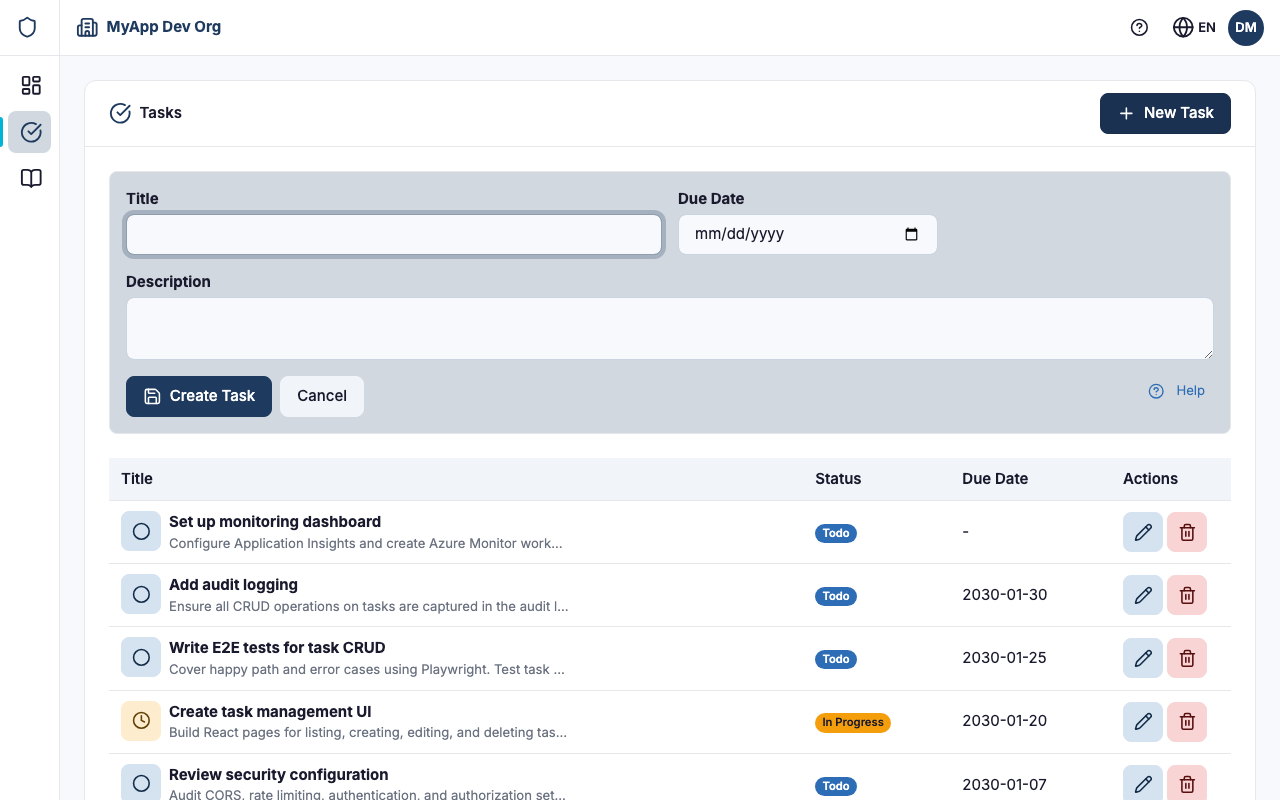 MyApp Dev Org
EN
DM
Tasks
New Task
Title
Due Date
mm/dd/yyyy
Description
Create Task
Cancel
Help
Title Status Due Date Actions
Set up monitoring dashboard
Configure Application Insights and create Azure Monitor work...
Todo
-
Add audit logging
Ensure all CRUD operations on tasks are captured in the audit l...
Todo
2030-01-30
Write E2E tests for task CRUD
Cover happy path and error cases using Playwright. Test task ...
Todo
2030-01-25
Create task management UI
Build React pages for listing, creating, editing, and deleting tas...
In Progress
2030-01-20
Review security configuration
Audit CORS, rate limiting, authentication, and authorization set...
Todo
2030-01-07